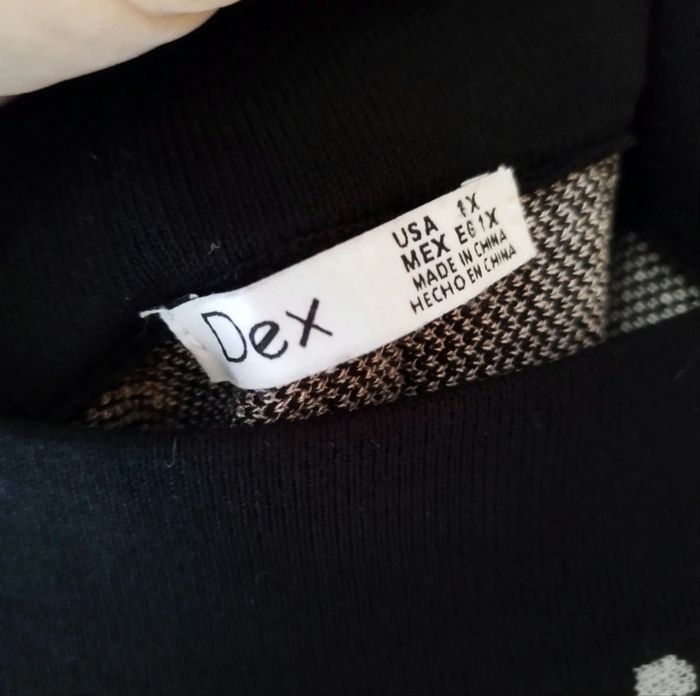 Dex
USA 1X
MEX EG 1X
MADE IN CHINA
HECHO EN CHINA